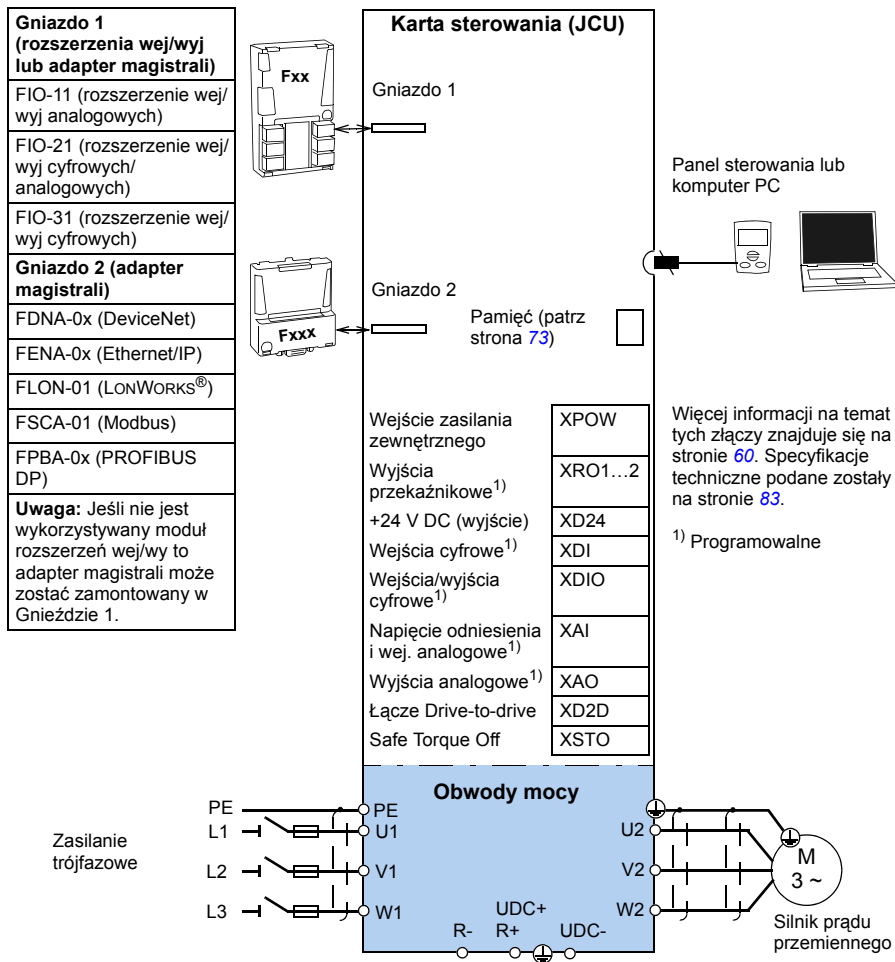 Gniazdo 1
(rozszerzenia wej/wyj
lub adapter magistrali)
FIO-11 (rozszerzenie wej/
wyj analogowych)
FIO-21 (rozszerzenie wej/
wyj cyfrowych/
analogowych)
FIO-31 (rozszerzenie wej/
wyj cyfrowych)
Gniazdo 2 (adapter
magistrali)
FDNA-0x (DeviceNet)
FENA-0x (Ethernet/IP)
FLON-01 (LONWORKS®)
FSCA-01 (Modbus)
FPBA-0x (PROFIBUS
DP)
Uwaga: Jeśli nie jest
wykorzystywany moduł
rozszerzeń wej/wy to
adapter magistrali może
zostać zamontowany w
Gnieździe 1.
Fxx
Fxxx
Karta sterowania (JCU)
Gniazdo 1
Gniazdo 2
Pamięć (patrz
strona 73)
Panel sterowania lub
komputer PC
Wejście zasilania
zewnętrznego
XPOW
Wyjścia
przekaźnikowe1)
XRO1…2
+24 V DC (wyjście)
XD24
Wejścia cyfrowe1)
XDI
Wejścia/wyjścia
cyfrowe1)
XDIO
Napięcie odniesienia
i wej. analogowe1)
XAI
Wyjścia analogowe1)
XAO
Łącze Drive-to-drive
XD2D
Safe Torque Off
XSTO
Więcej informacji na temat
tych złączy znajduje się na
stronie 60. Specyfikacje
techniczne podane zostały
na stronie 83.
1) Programowalne
Obwody mocy
Zasilanie
trójfazowe
PE
L1
L2
L3
PE
U1
V1
W1
R-
UDC+
R+
UDC-
U2
V2
W2
M
3 ~
Silnik prądu
przemiennego